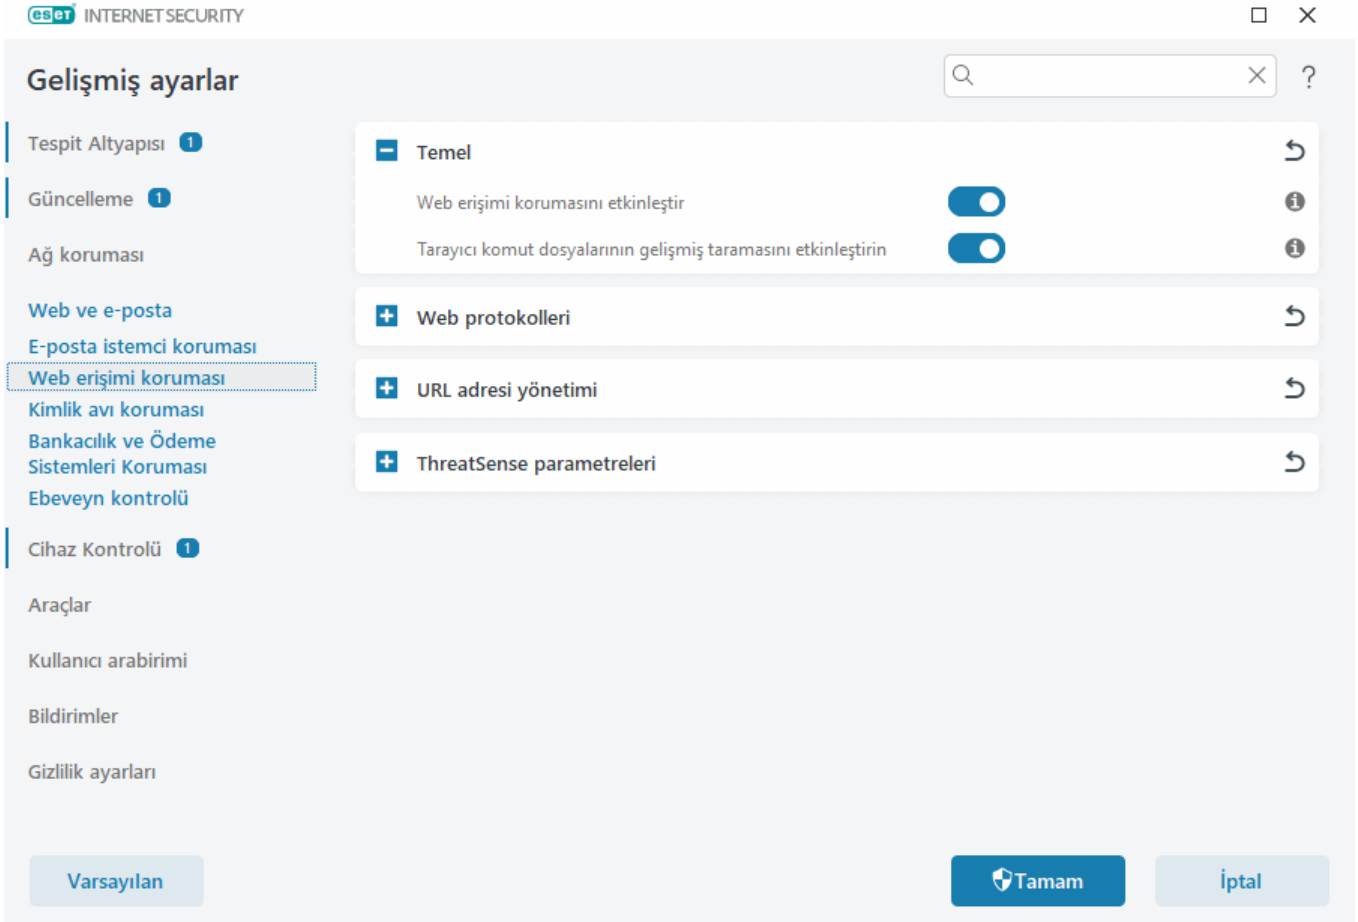 eset INTERNET SECURITY
Gelişmiş ayarlar
?
Tespit Altyapısı 1
Güncelleme 1
Ağ koruması
Web ve e-posta
E-posta istemci koruması
Web erişimi koruması
Kimlik avı koruması
Bankacılık ve Ödeme
Sistemleri Koruması
Ebeveyn kontrolü
Cihaz Kontrolü 1
Araçlar
Kullanıcı arabirimi
Bildirimler
Gizlilik ayarları
Temel
Web erişimi korumasını etkinleştir
Tarayıcı komut dosyalarının gelişmiş taramasını etkinleştirin
Web protokolleri
URL adresi yönetimi
ThreatSense parametreleri
Varsayılan
Tamam
İptal